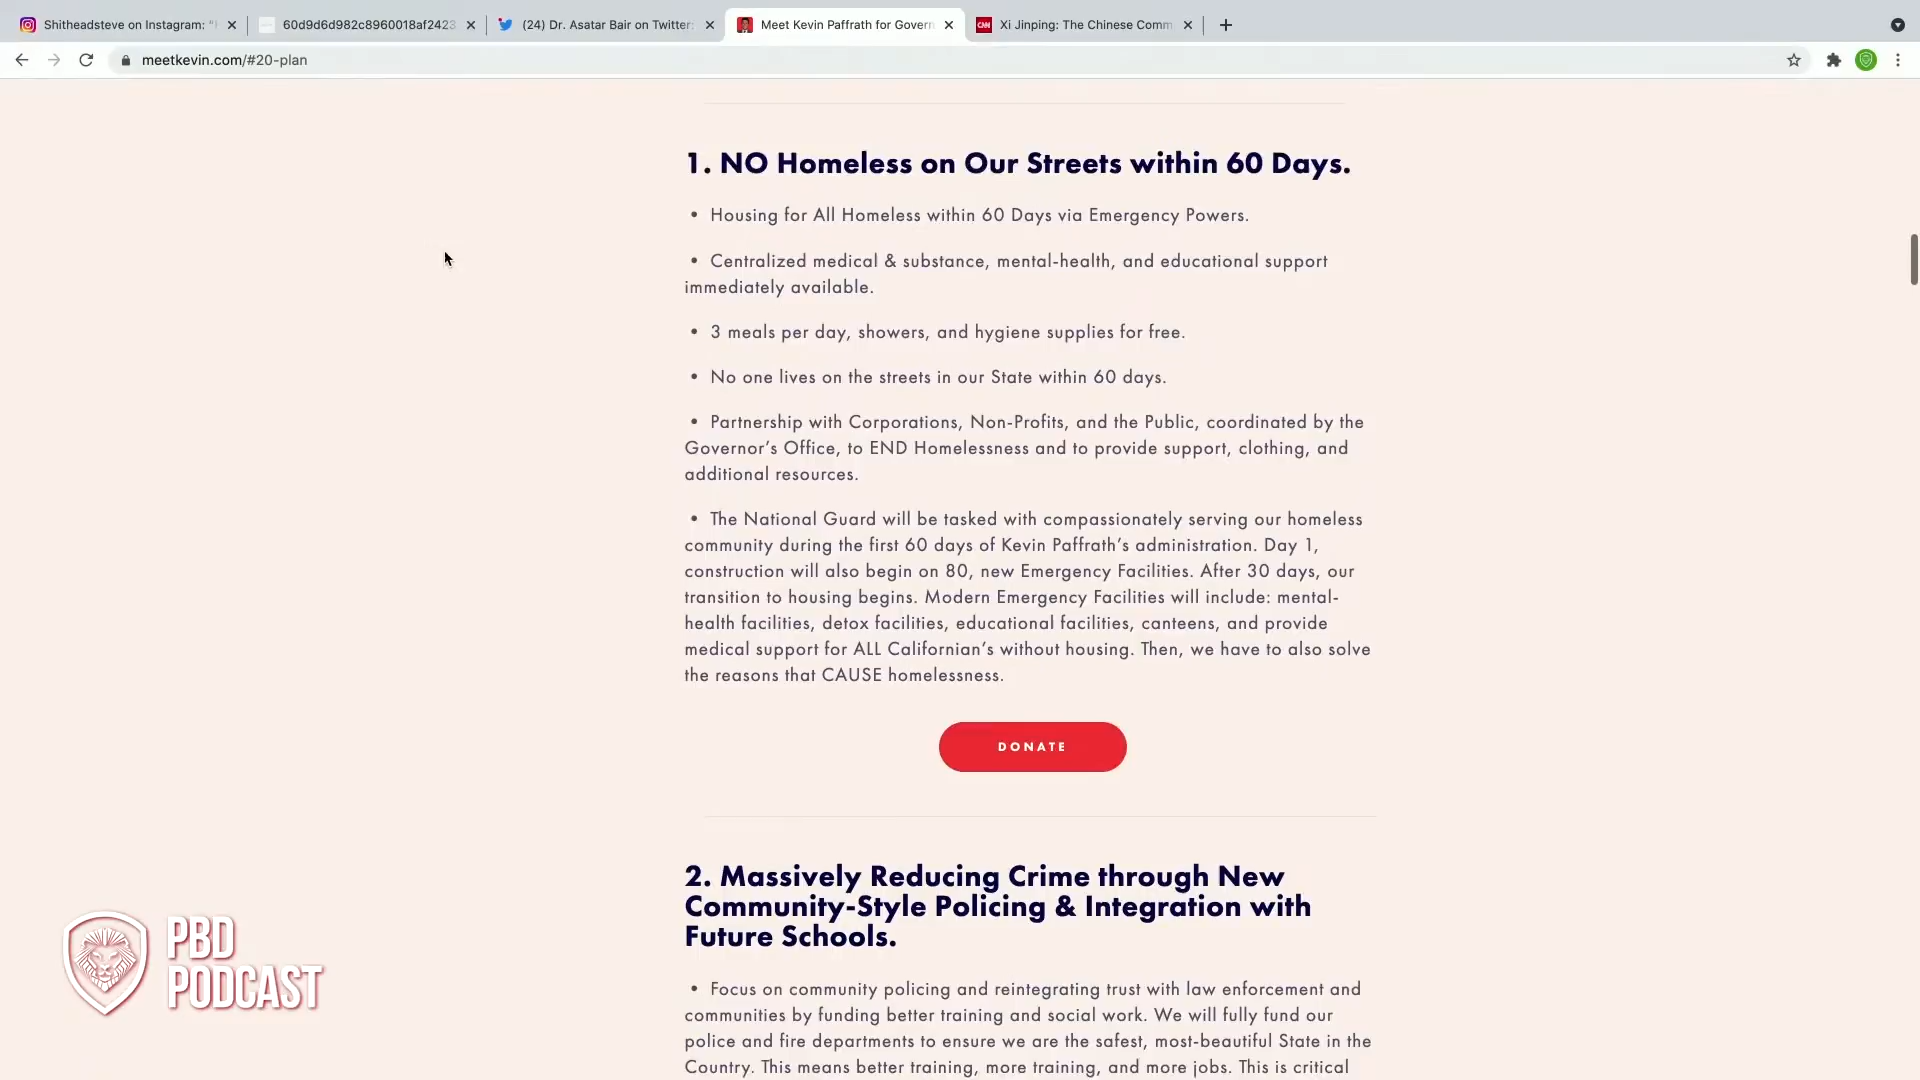 Shitheadsteve on Instagram: "
60d9d6d982c8960018af2423
(24) Dr. Asatar Bair on Twitter:
Meet Kevin Paffrath for Govern
CNN
Xi Jinping: The Chinese Comm
meetkevin.com/#20-plan
1. NO Homeless on Our Streets within 60 Days.
• Housing for All Homeless within 60 Days via Emergency Powers.
• Centralized medical & substance, mental-health, and educational support
immediately available.
• 3 meals per day, showers, and hygiene supplies for free.
• No one lives on the streets in our State within 60 days.
• Partnership with Corporations, Non-Profits, and the Public, coordinated by the
Governor’s Office, to END Homelessness and to provide support, clothing, and
additional resources.
• The National Guard will be tasked with compassionately serving our homeless
community during the first 60 days of Kevin Paffrath’s administration. Day 1,
construction will also begin on 80, new Emergency Facilities. After 30 days, our
transition to housing begins. Modern Emergency Facilities will include: mental-
health facilities, detox facilities, educational facilities, canteens, and provide
medical support for ALL Californian’s without housing. Then, we have to also solve
the reasons that CAUSE homelessness.
DONATE
2. Massively Reducing Crime through New
Community-Style Policing & Integration with
Future Schools.
• Focus on community policing and reintegrating trust with law enforcement and
communities by funding better training and social work. We will fully fund our
police and fire departments to ensure we are the safest, most-beautiful State in the
Country. This means better training, more training, and more jobs. This is critical
PBD
PODCAST